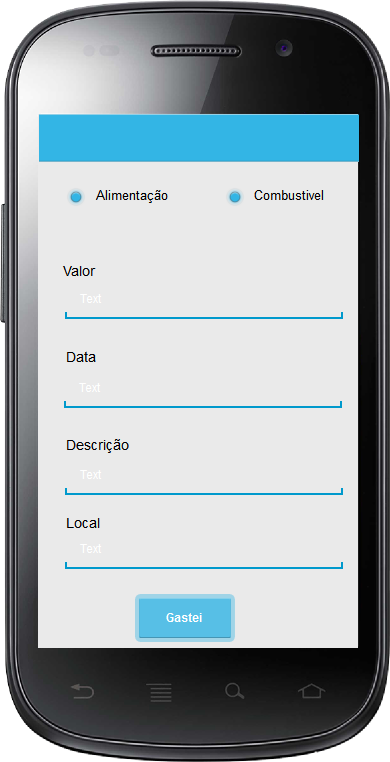 Alimentação Combustivel
Valor
Text
Data
Text
Descrição
Text
Local
Text
Gastei